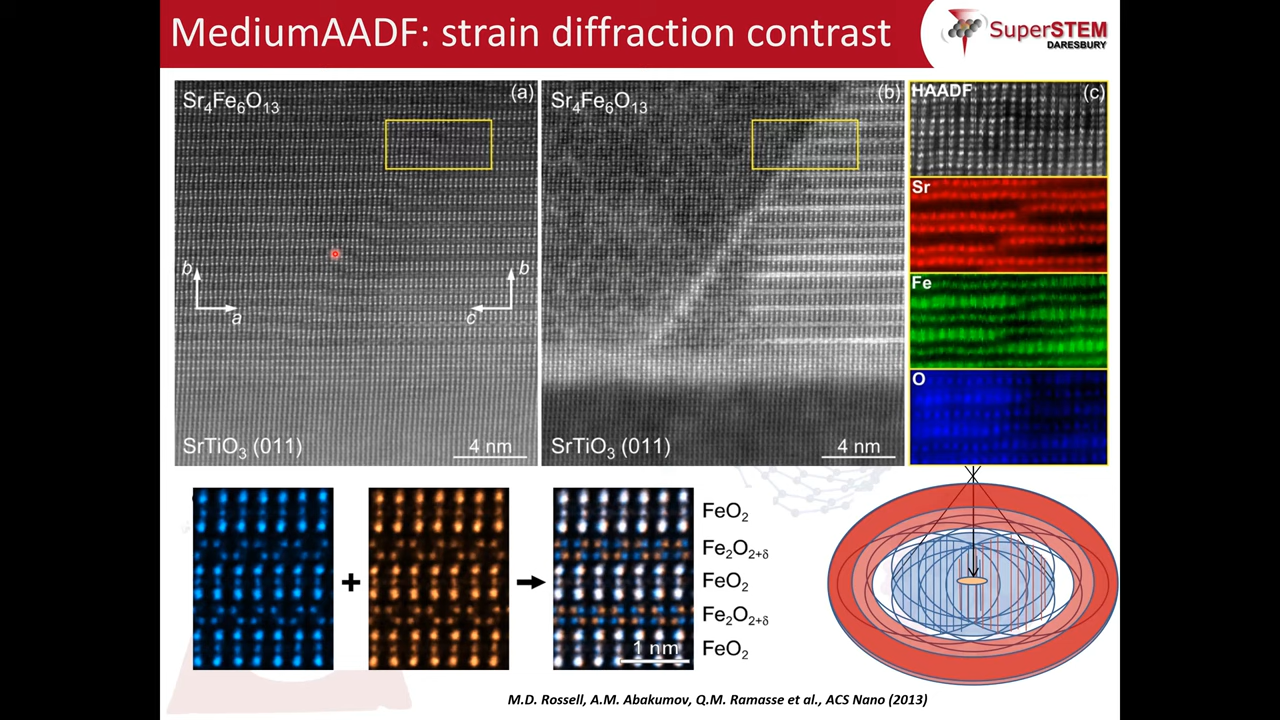 MediumAADF: strain diffraction contrast
SuperSTEM
DARESBURY
Sr₄Fe₆O₁₃
(a)
b
a
b
c
SrTiO₃ (011)
4 nm
Sr₄Fe₆O₁₃
(b)
SrTiO₃ (011)
4 nm
HAADF
(c)
Sr
Fe
O
+
1 nm
FeO₂
Fe₂O₂₊δ
FeO₂
Fe₂O₂₊δ
FeO₂
M.D. Rossell, A.M. Abakumov, Q.M. Ramasse et al., ACS Nano (2013)